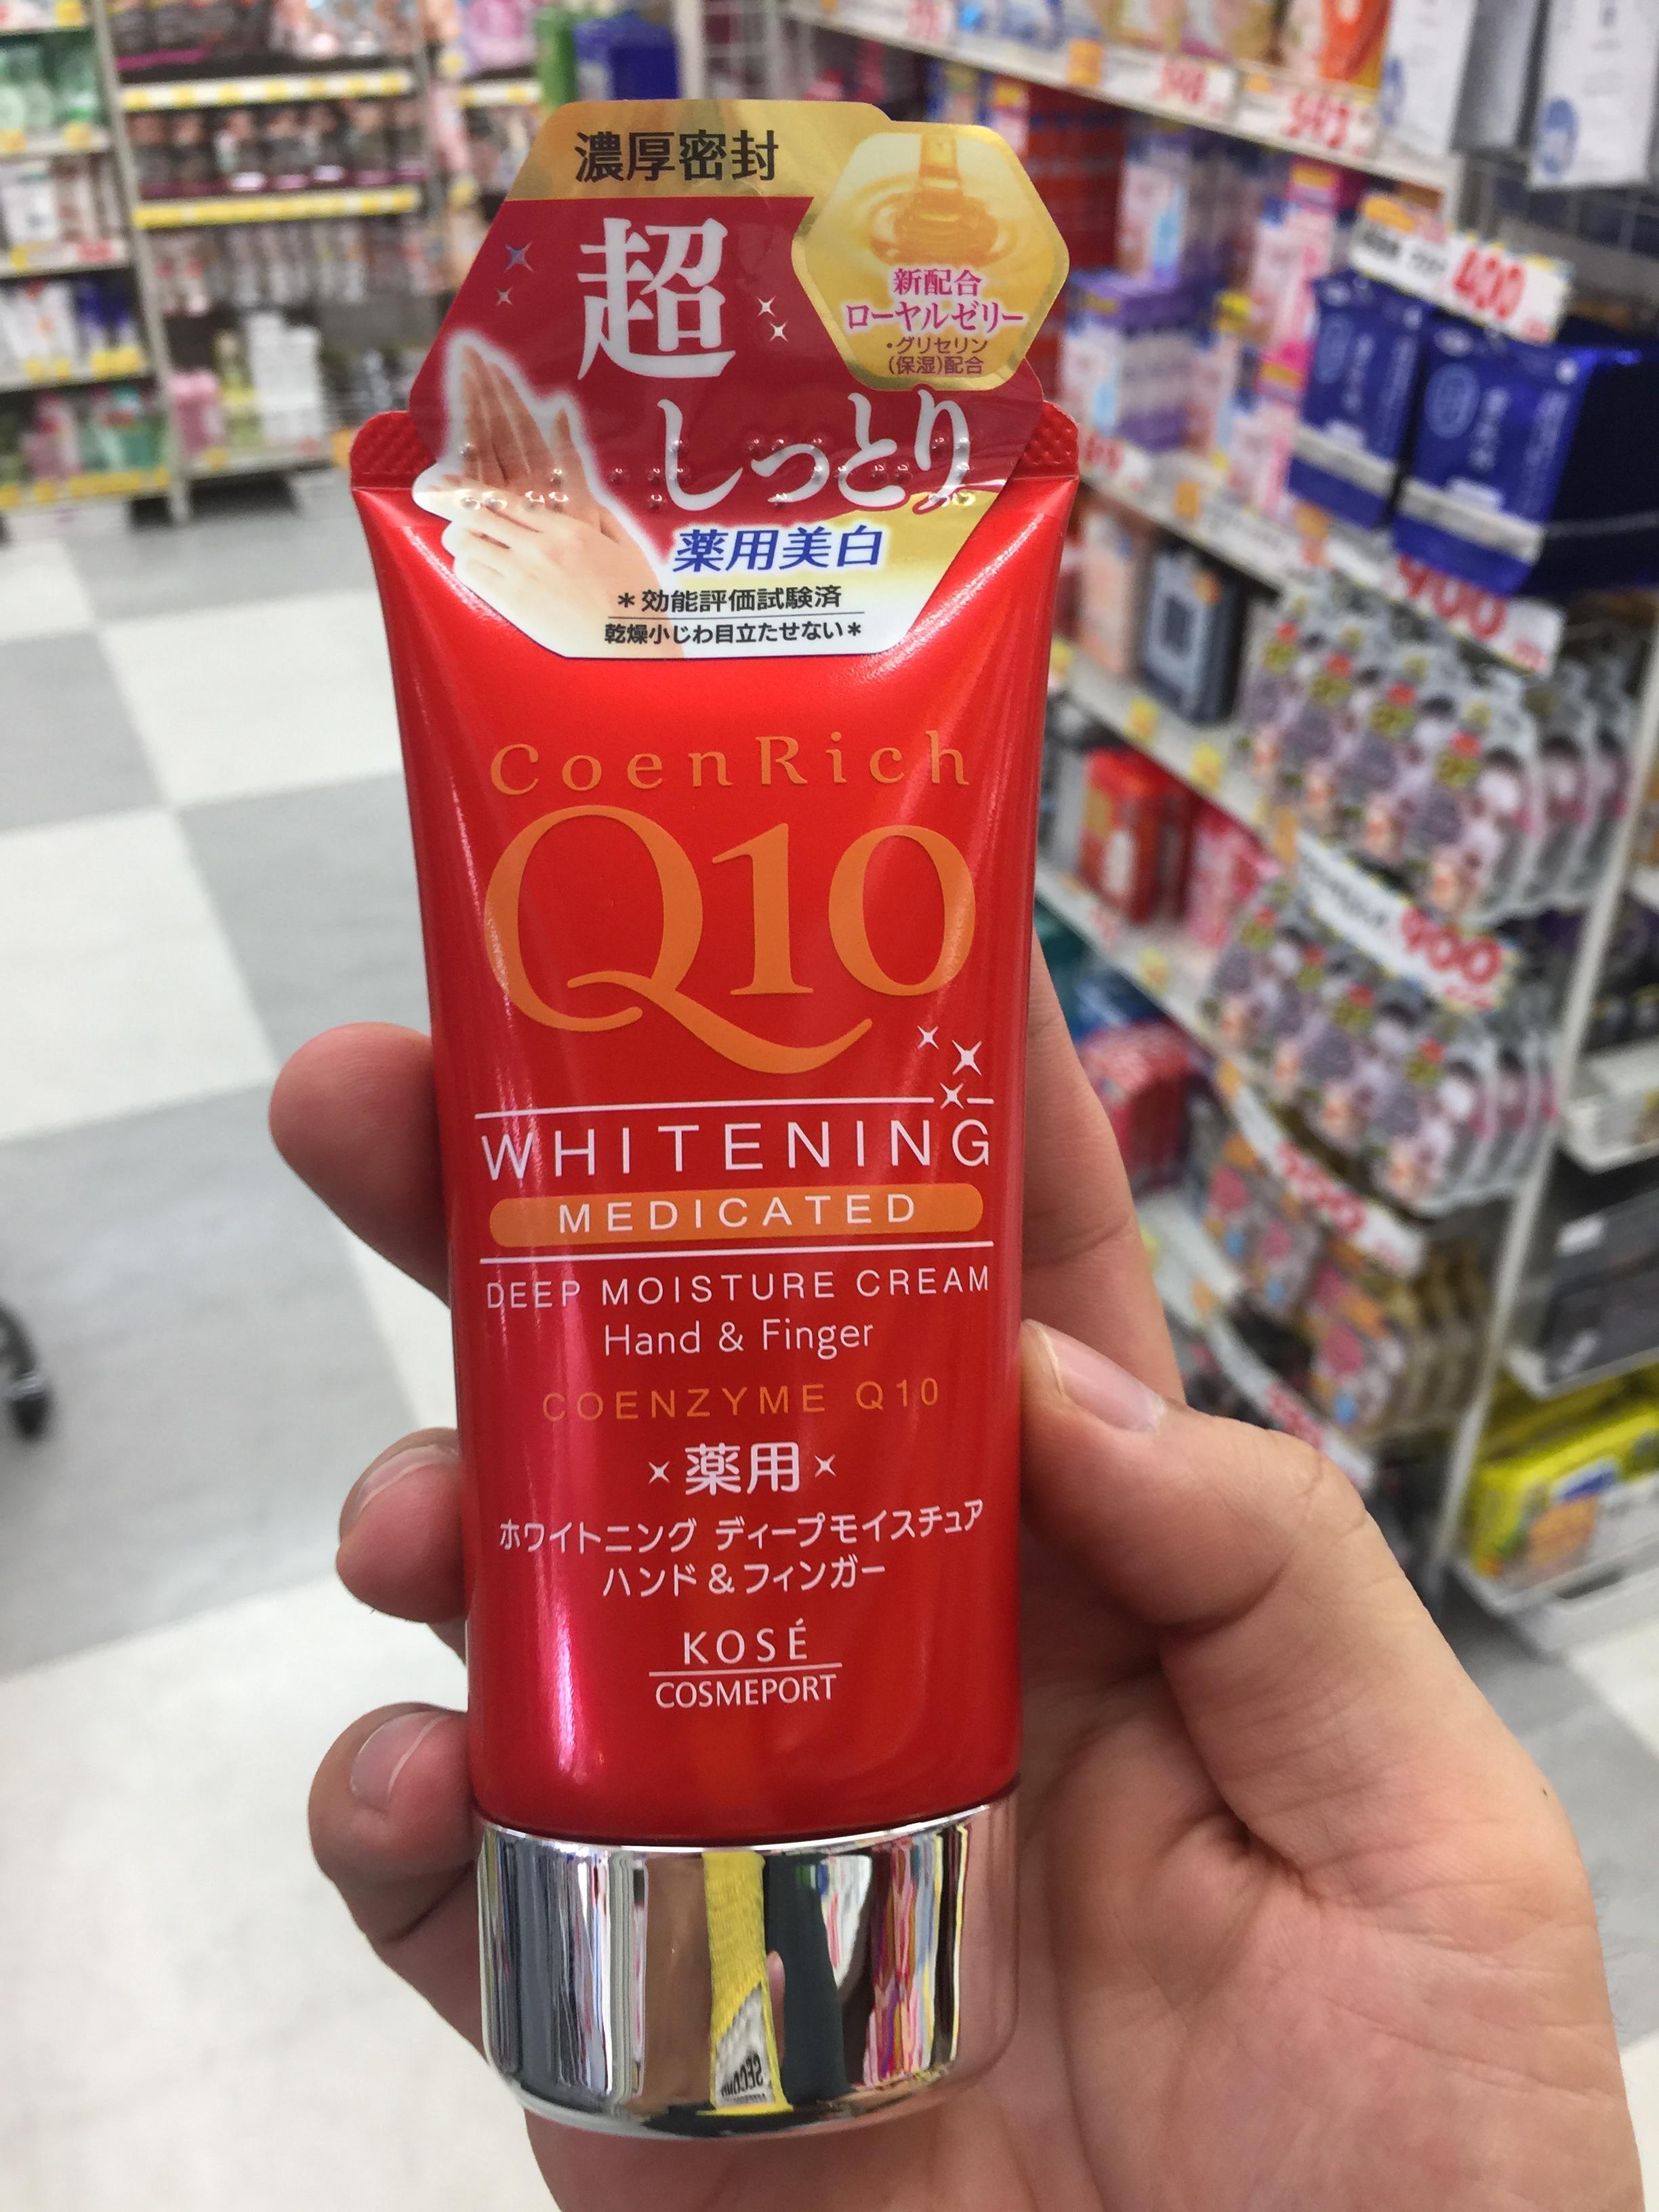 濃厚密封
超
しっとり
新配合
ローヤルゼリー
・グリセリン
(保湿)配合
薬用美白
＊効能評価試験済
乾燥小じわ目立たせない＊
CoenRich
Q10
WHITENING
MEDICATED
DEEP MOISTURE CREAM
Hand & Finger
COENZYME Q10
薬用
ホワイトニング ディープモイスチュア
ハンド&フィンガー
KOSÉ
COSMEPORT
400
900
900